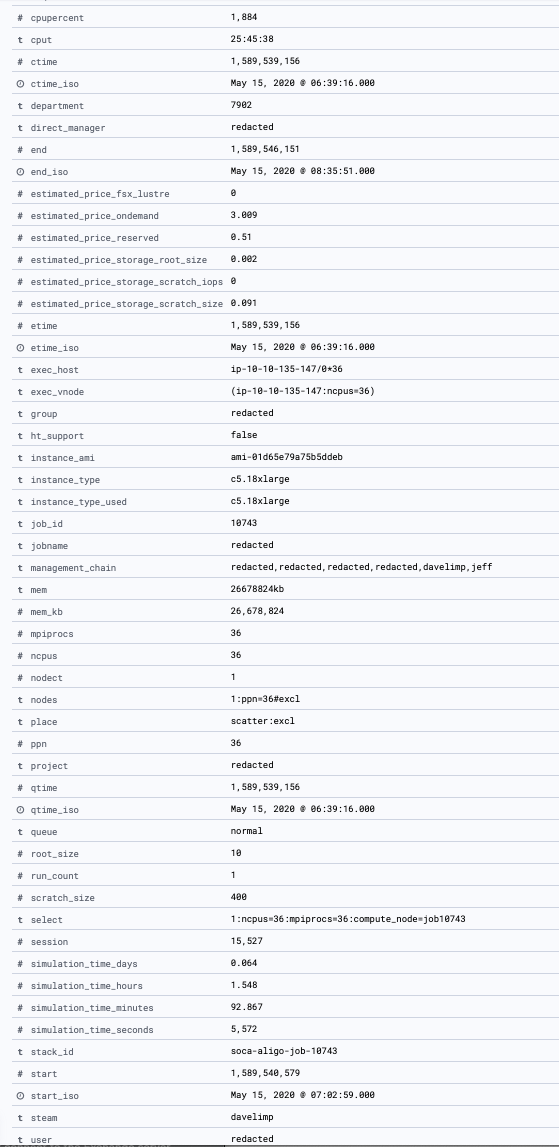 # cpupercent 1,884
t cput 25:45:38
# ctime 1,589,539,156
ctime_iso May 15, 2020 @ 06:39:16.000
t department 7902
t direct_manager redacted
# end 1,589,546,151
end_iso May 15, 2020 @ 08:35:51.000
# estimated_price_fsx_lustre 0
# estimated_price_ondemand 3.009
# estimated_price_reserved 0.51
# estimated_price_storage_root_size 0.002
# estimated_price_storage_scratch_iops 0
# estimated_price_storage_scratch_size 0.091
# etime 1,589,539,156
etime_iso May 15, 2020 @ 06:39:16.000
t exec_host ip-10-10-135-147/0*36
t exec_vnode (ip-10-10-135-147:ncpus=36)
t group redacted
t ht_support false
t instance_ami ami-01d65e79a75b5ddeb
t instance_type c5.18xlarge
t instance_type_used c5.18xlarge
t job_id 10743
t jobname redacted
t management_chain redacted,redacted,redacted,redacted,davelimp,jeff
t mem 26678824kb
# mem_kb 26,678,824
# mpiprocs 36
# ncpus 36
# nodect 1
t nodes 1:ppn=36#excl
t place scatter:excl
# ppn 36
t project redacted
# qtime 1,589,539,156
qtime_iso May 15, 2020 @ 06:39:16.000
t queue normal
# root_size 10
# run_count 1
# scratch_size 400
t select 1:ncpus=36:mpiprocs=36:compute_node=job10743
# session 15,527
# simulation_time_days 0.064
# simulation_time_hours 1.548
# simulation_time_minutes 92.867
# simulation_time_seconds 5,572
t stack_id soca-aligo-job-10743
# start 1,589,540,579
start_iso May 15, 2020 @ 07:02:59.000
t steam davelimp
t user redacted